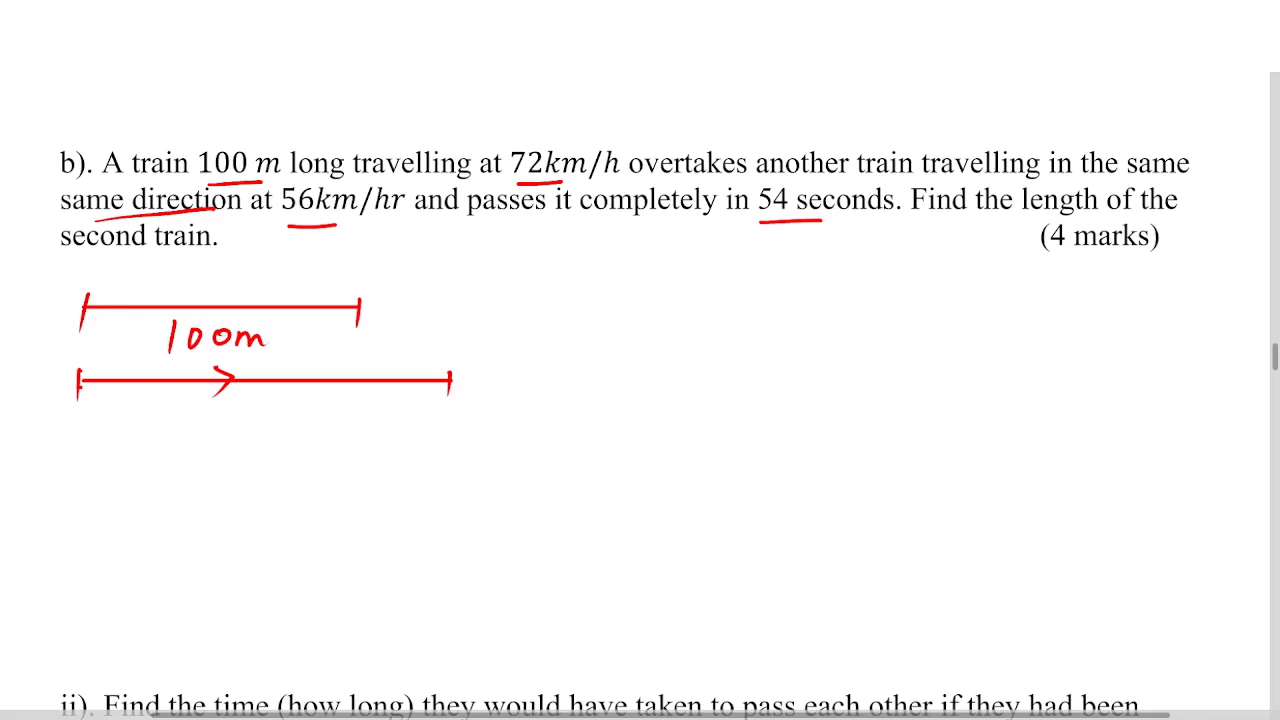 b). A train 100 m long travelling at 72km/h overtakes another train travelling in the same
same direction at 56km/hr and passes it completely in 54 seconds. Find the length of the
second train. (4 marks)
100m
ii). Find the time (how long) they would have taken to pass each other if they had been